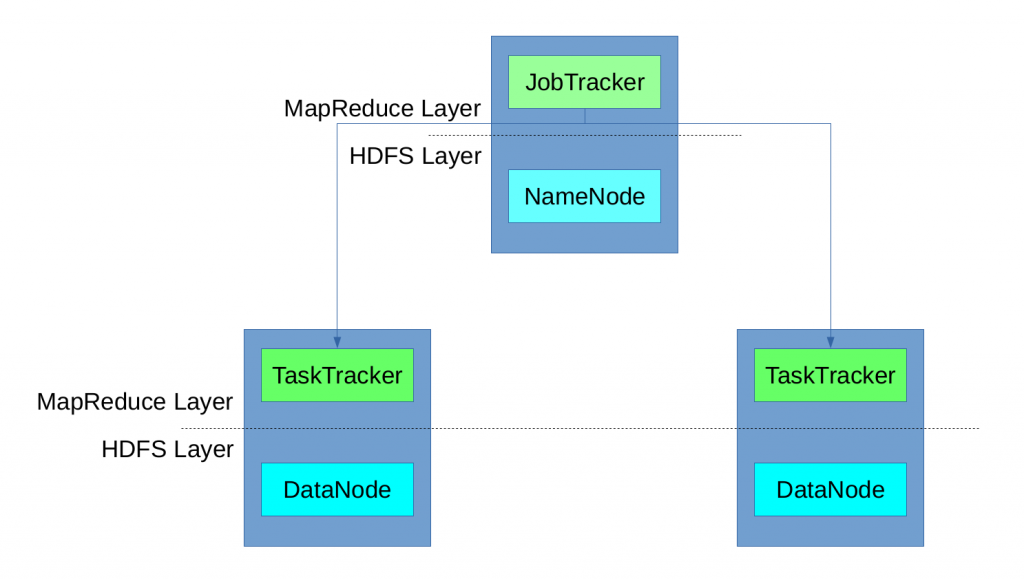 JobTracker
MapReduce Layer
HDFS Layer
NameNode
TaskTracker
TaskTracker
MapReduce Layer
HDFS Layer
DataNode
DataNode